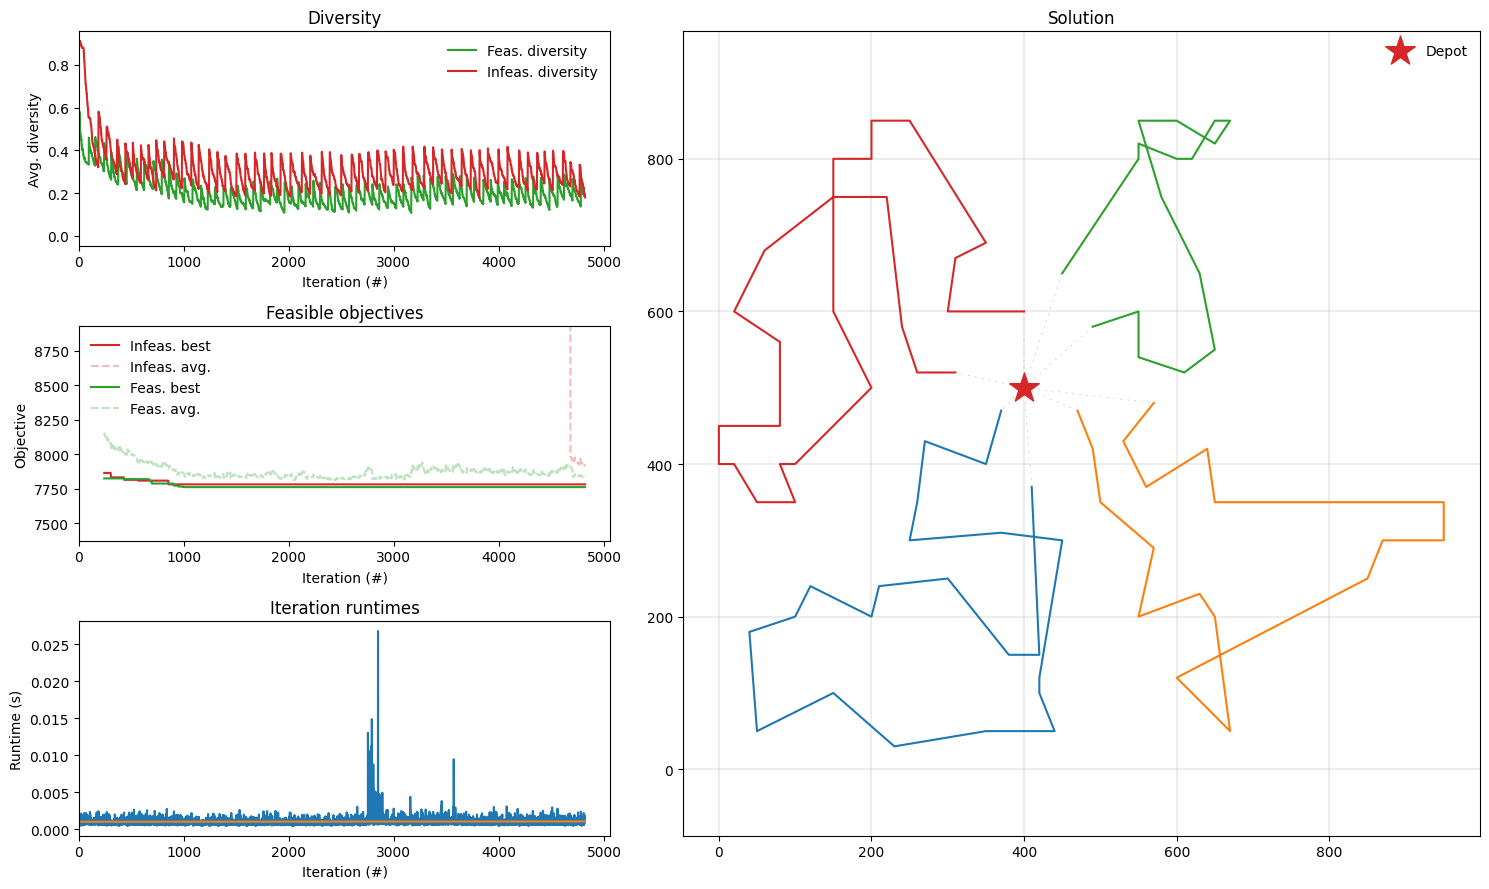 Diversity
Feas. diversity
Infeas. diversity
Avg. diversity
0.8
0.6
0.4
0.2
0.0
0 1000 2000 3000 4000 5000
Iteration (#)
Feasible objectives
Infeas. best
Infeas. avg.
Feas. best
Feas. avg.
Objective
8750
8500
8250
8000
7750
7500
0 1000 2000 3000 4000 5000
Iteration (#)
Iteration runtimes
Runtime (s)
0.025
0.020
0.015
0.010
0.005
0.000
0 1000 2000 3000 4000 5000
Iteration (#)
Solution
Depot
800
600
400
200
0
0 200 400 600 800